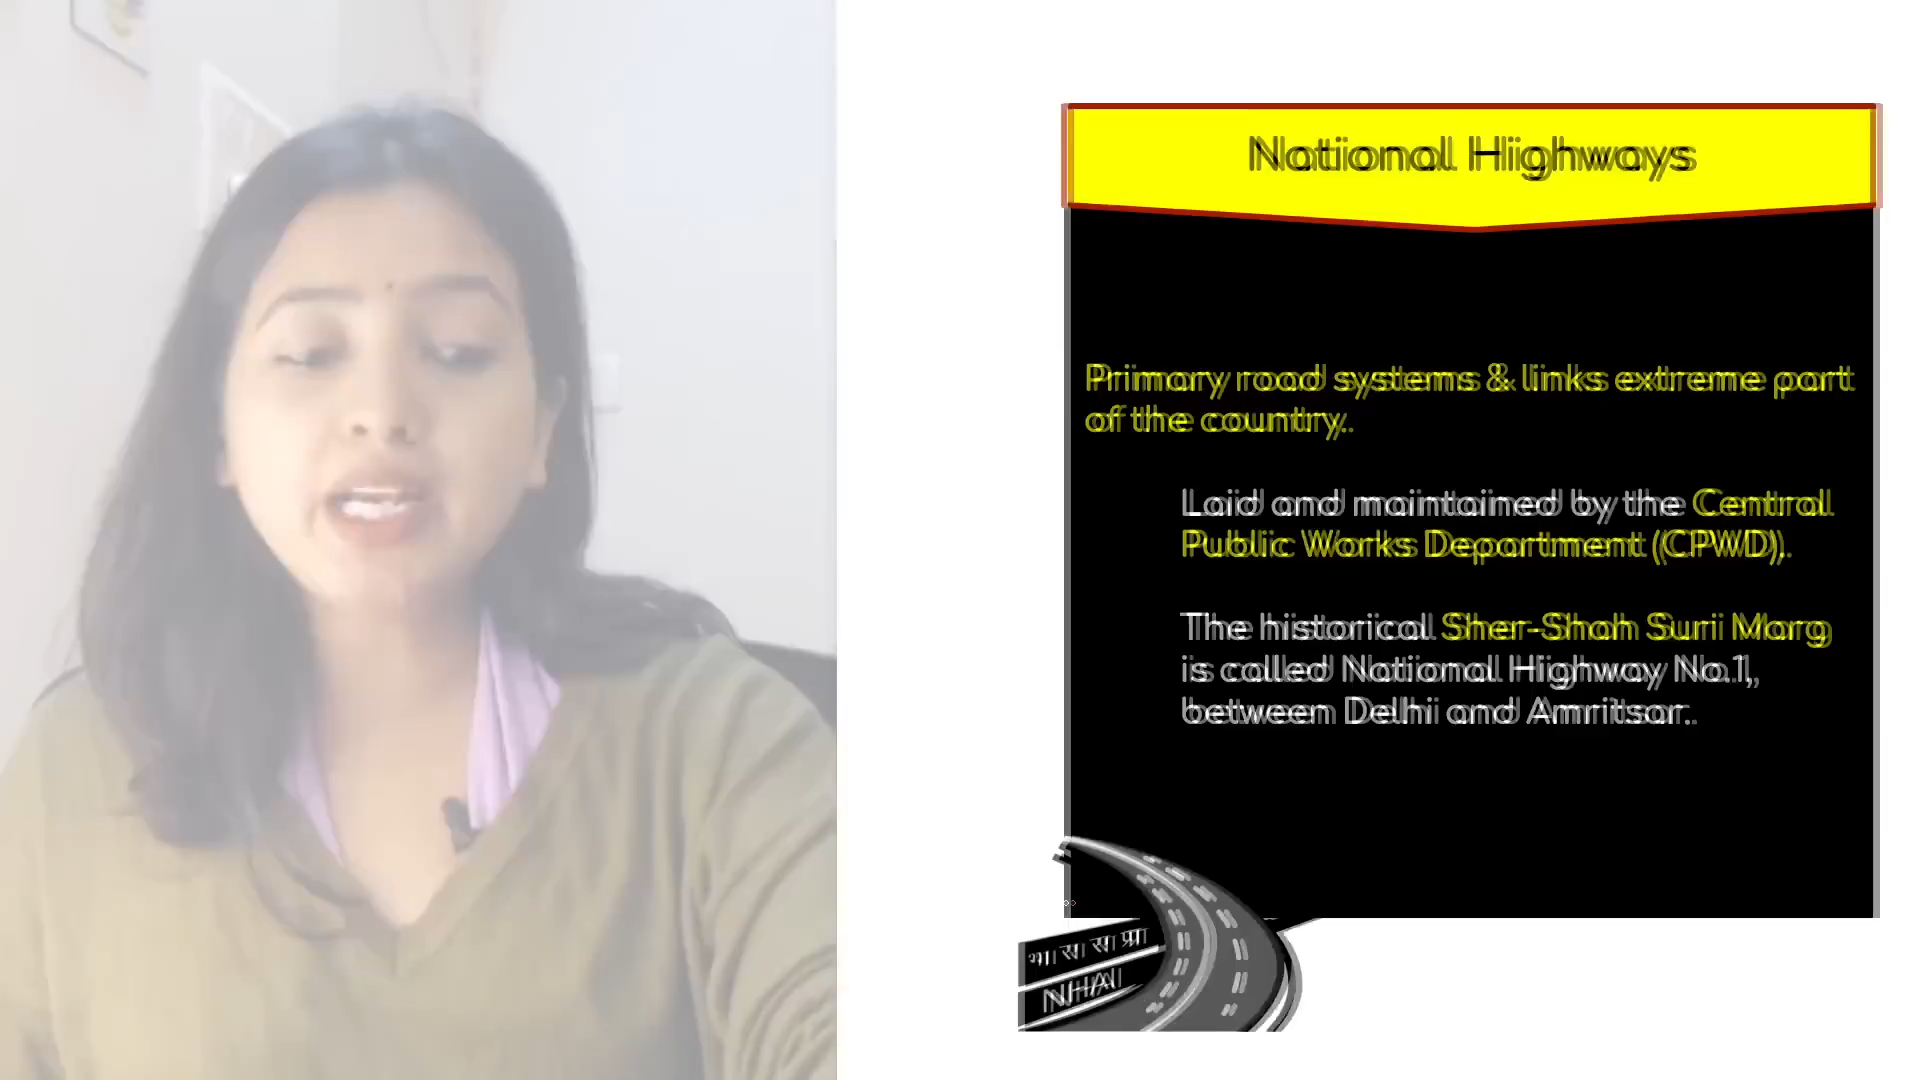 National Highways
Primary road systems & links extreme part
of the country.
Laid and maintained by the Central
Public Works Department (CPWD).
The historical Sher-Shah Suri Marg
is called National Highway No.1,
between Delhi and Amritsar.
भा रा रा प्रा
NHAI